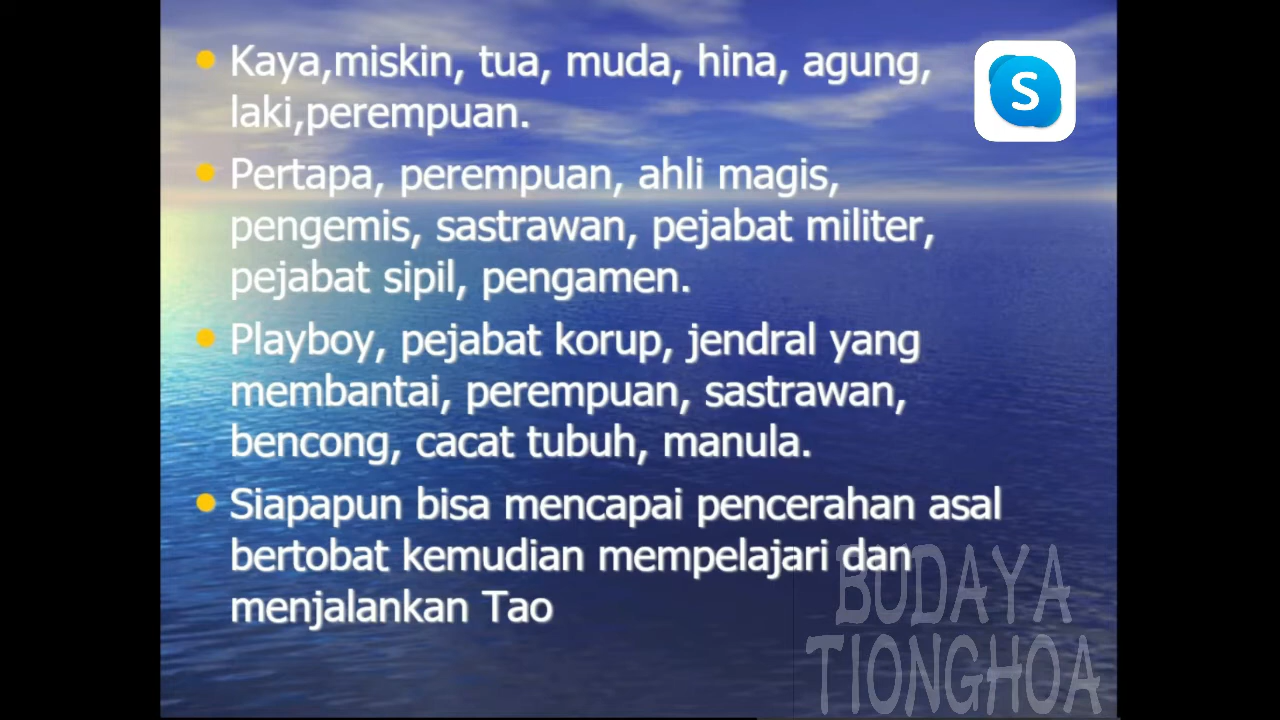 Kaya,miskin, tua, muda, hina, agung,
laki,perempuan.
Pertapa, perempuan, ahli magis,
pengemis, sastrawan, pejabat militer,
pejabat sipil, pengamen.
Playboy, pejabat korup, jendral yang
membantai, perempuan, sastrawan,
bencong, cacat tubuh, manula.
Siapapun bisa mencapai pencerahan asal
bertobat kemudian mempelajari dan
menjalankan Tao
S
BUDAYA
TIONGHOA